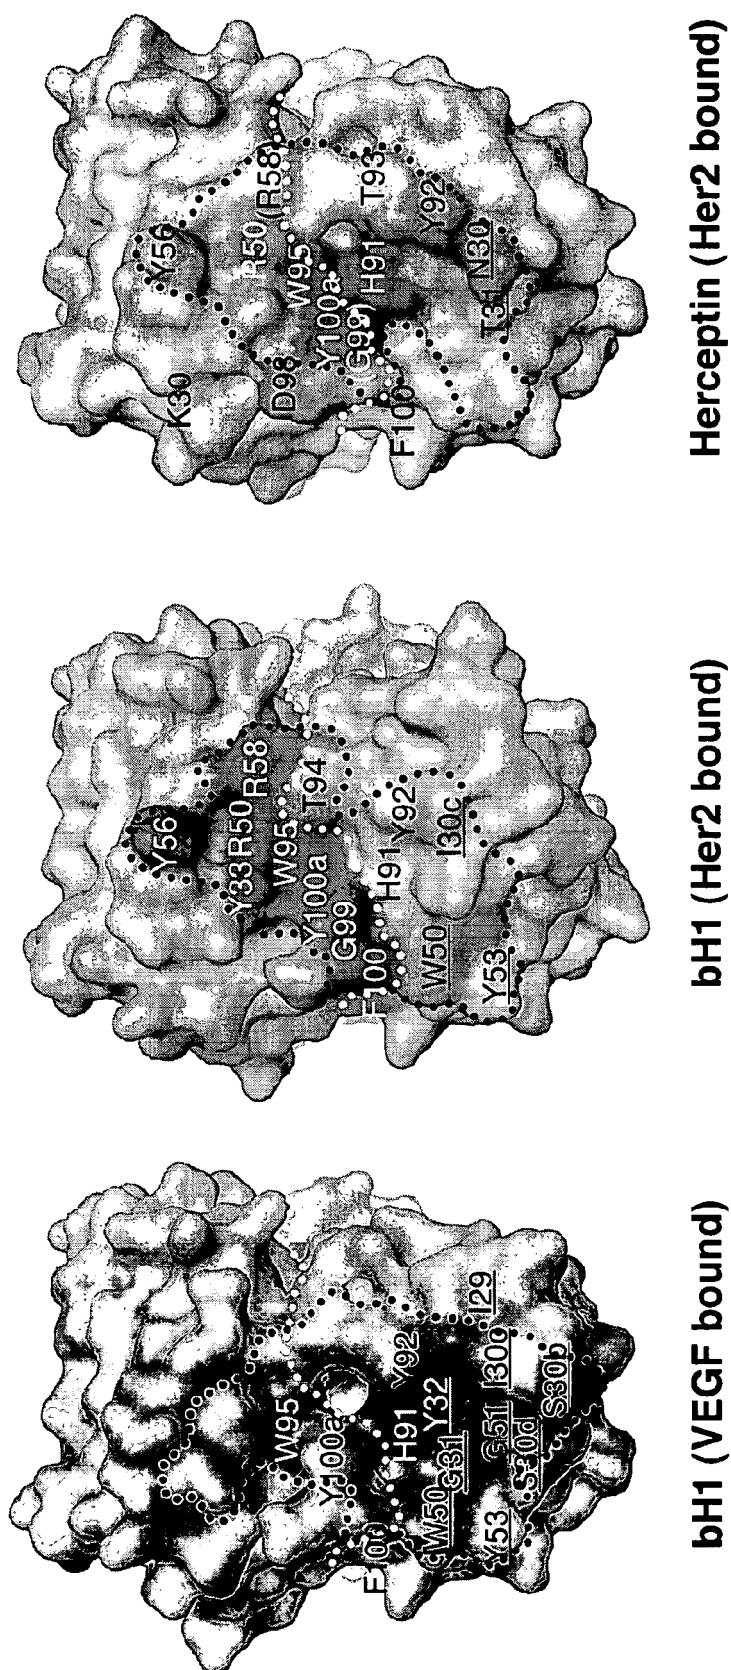 W95
Y100a
F100
H91
Y92
W50
G31
Y32
I29
I30c
G51
Y53
S30d
S30b
bH1 (VEGF bound)
Y56
Y33 R50
R58
W95
Y100a
T94
G99
F100
H91
Y92
W50
I30c
Y53
bH1 (Her2 bound)
Y56
K30
R50
R58
W95
D98
Y100a
G99
H91
T93
F100
Y92
T31
N30
Herceptin (Her2 bound)